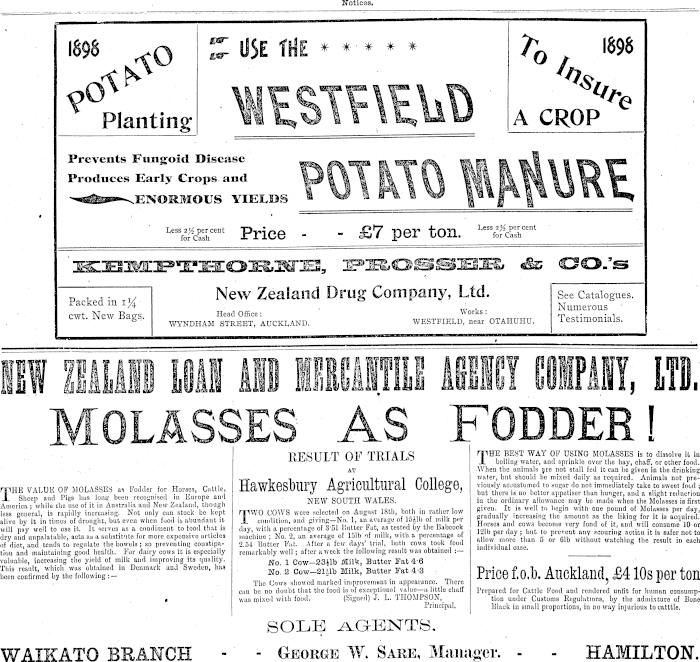 Notices.
1898
POTATO
Planting
USE THE * * * * *
WESTFIELD
1898
To Insure
A CROP
Prevents Fungoid Disease
Produces Early Crops and
ENORMOUS YIELDS
POTATO MANURE
Less 2½ per cent
for Cash
Price - - £7 per ton.
Less 2½ per cent
for Cash
KEMPTHORNE, PROSSER & CO.'s
New Zealand Drug Company, Ltd.
Packed in 1¼
cwt. New Bags.
Head Office:
WYNDHAM STREET, AUCKLAND.
Works:
WESTFIELD, near OTAHUHU.
See Catalogues.
Numerous
Testimonials.
NEW ZEALAND LOAN AND MERCANTILE AGENCY COMPANY, LTD.
MOLASSES AS FODDER!
THE VALUE OF MOLASSES as Fodder for Horses, Cattle,
Sheep and Pigs has long been recognised in Europe and
America; while the use of it in Australia and New Zealand, though
less general, is rapidly increasing. Not only can stock be kept
alive by it in times of drought, but even when food is abundant it
will pay well to use it. It serves as a condiment to food that is
dry and unpalatable, acts as a substitute for more expensive articles
of diet, and tends to regulate the bowels; so preventing constipa-
tion and maintaining good health. For dairy cows it is especially
valuable, increasing the yield of milk and improving its quality.
This result, which was obtained in Denmark and Sweden, has
been confirmed by the following:—
RESULT OF TRIALS
AT
Hawkesbury Agricultural College,
NEW SOUTH WALES.
TWO COWS were selected on August 18th, both in rather low
condition, and giving—No. 1, an average of 15½lb of milk per
day, with a percentage of 3·51 Butter Fat, as tested by the Babcock
machine; No. 2, an average of 15lb of milk, with a percentage of
2.54 Butter Fat. After a few days' trial, both cows took food
remarkably well; after a week the result was obtained:—
No. 1 Cow—23½lb Milk, Butter Fat 4·6
No. 2 Cow—21½lb Milk, Butter Fat 4·3
The Cows showed marked improvement in appearance. There
can be no doubt that the food is of exceptional value—a little chaff
was mixed with food. (Signed) J. L. THOMPSON,
Principal.
THE BEST WAY OF USING MOLASSES is to dissolve it in
boiling water, and sprinkle over the hay, chaff, or other food.
When the animals are not stall fed it can be given in the drinking
water, but should be mixed daily as required. Animals not pre-
viously accustomed to sugar do not immediately take to sweet food;
but there is no better appetiser than hunger, and a slight reduction
in the ordinary allowance may be made when the Molasses is first
given. It is well to begin with one pound of Molasses per day,
gradually increasing the amount as the liking for it is acquired.
Horses and cows become very fond of it, and will consume 10 or
12lb per day; but to prevent any scouring action it is safer not to
allow more than 5 or 6lb without watching the result in each
individual case.
Price f.o.b. Auckland, £4 10s per ton
Prepared for Cattle Food and rendered unfit for human consump-
tion under Customs Regulations, by the admixture of Bone
Black in small proportions, in no way injurious to catttle.
SOLE AGENTS.
WAIKATO BRANCH - - GEORGE W. SARE, Manager. - - HAMILTON.